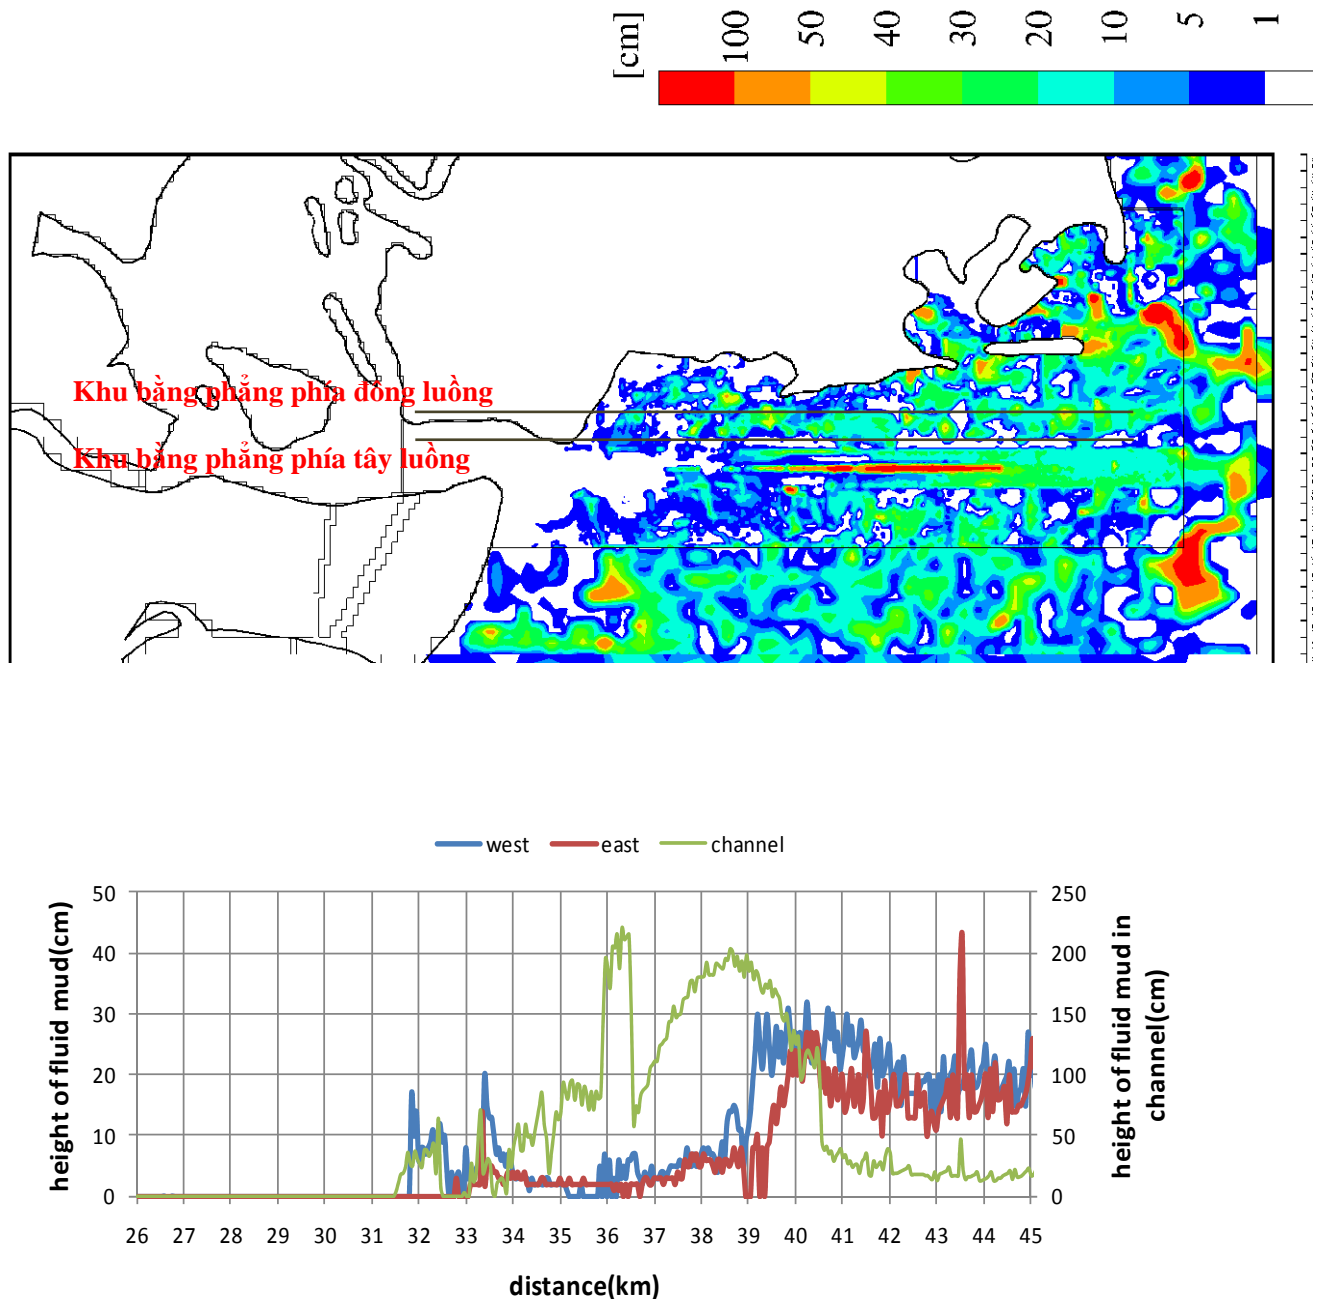 [cm]
100
50
40
30
20
10
5
1
Khu bằng phẳng phía đông luồng
Khu bằng phẳng phía tây luồng
west east channel
height of fluid mud(cm)
50
40
30
20
10
0
250
200
150
100
50
0
height of fluid mud in
channel(cm)
26 27 28 29 30 31 32 33 34 35 36 37 38 39 40 41 42 43 44 45
distance(km)